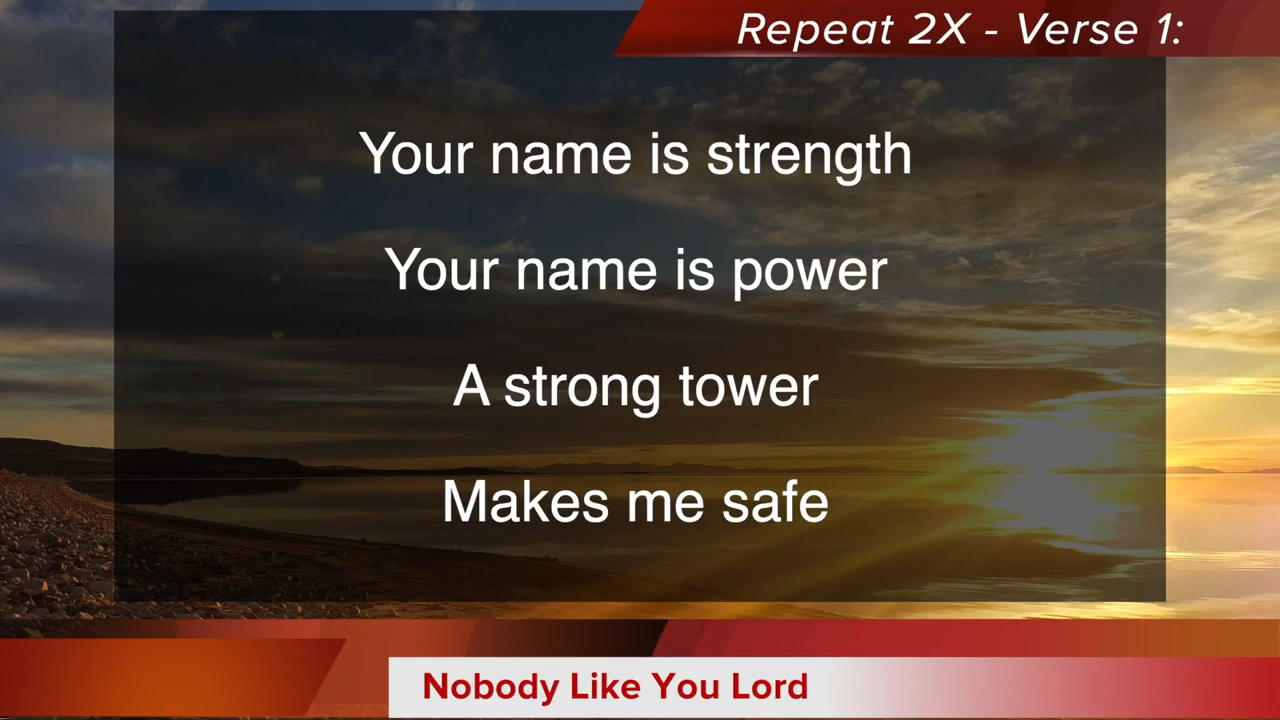 Repeat 2X - Verse 1:
Your name is strength
Your name is power
A strong tower
Makes me safe
Nobody Like You Lord